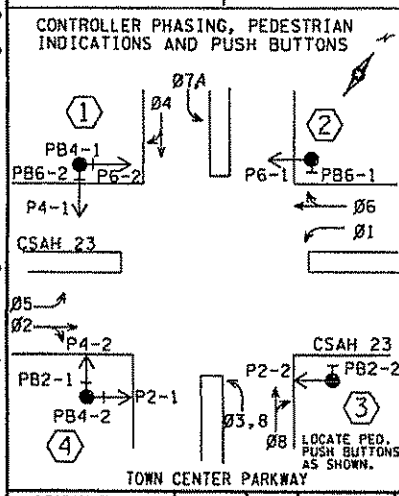 CONTROLLER PHASING, PEDESTRIAN
INDICATIONS AND PUSH BUTTONS
N
Ø7,A
1
Ø4
2
PB4-1
PB6-2
P6-2
P6-1
PB6-1
P4-1
Ø6
Ø1
CSAH 23
Ø5
Ø2
P4-2
CSAH 23
P2-2
PB2-2
PB2-1
P2-1
PB4-2
Ø3,8
Ø8
3
4
LOCATE PED.
PUSH BUTTONS
AS SHOWN.
TOWN CENTER PARKWAY